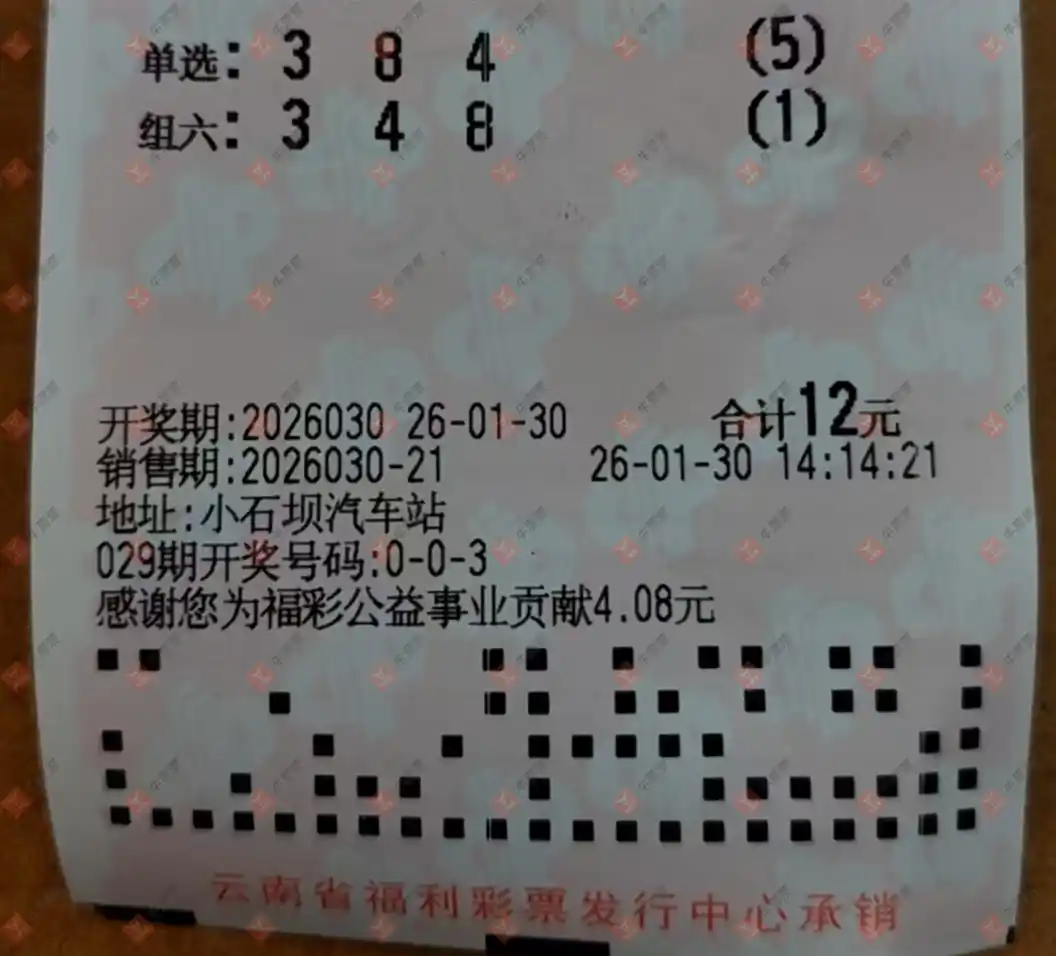 单选: 3 8 4 (5)
组六: 3 4 8 (1)
开奖期:2026030 26-01-30 合计12元
销售期:2026030-21 26-01-30 14:14:21
地址:小石坝汽车站
029期开奖号码:0-0-3
感谢您为福彩公益事业贡献4.08元
云南省福利彩票发行中心承销